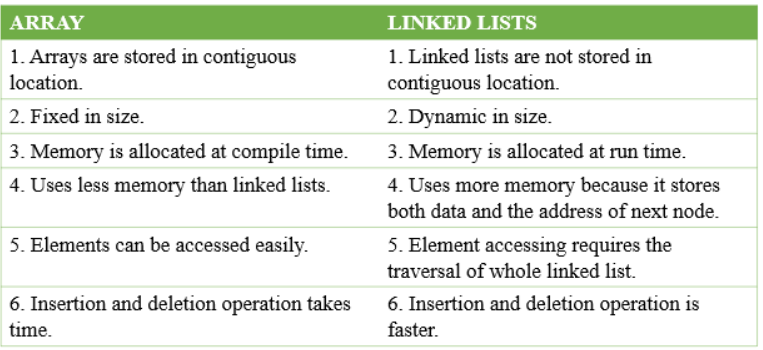 ARRAY
LINKED LISTS
1. Arrays are stored in contiguous
location.
1. Linked lists are not stored in
contiguous location.
2. Fixed in size.
2. Dynamic in size.
3. Memory is allocated at compile time.
3. Memory is allocated at run time.
4. Uses less memory than linked lists.
4. Uses more memory because it stores
both data and the address of next node.
5. Elements can be accessed easily.
5. Element accessing requires the
traversal of whole linked list.
6. Insertion and deletion operation takes
time.
6. Insertion and deletion operation is
faster.